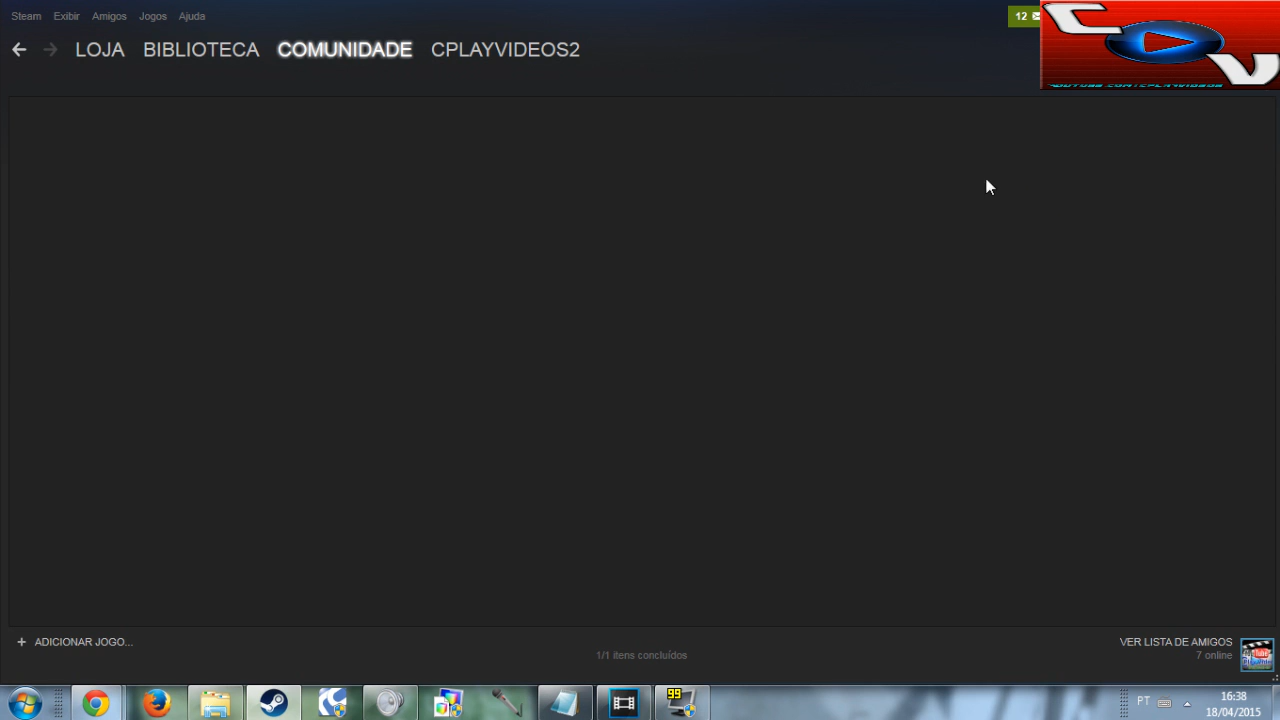 Steam Exibir Amigos Jogos Ajuda
12
LOJA BIBLIOTECA COMUNIDADE CPLAYVIDEOS2
+ ADICIONAR JOGO...
1/1 itens concluídos
VER LISTA DE AMIGOS
7 online
99
PT
16:38
18/04/2015